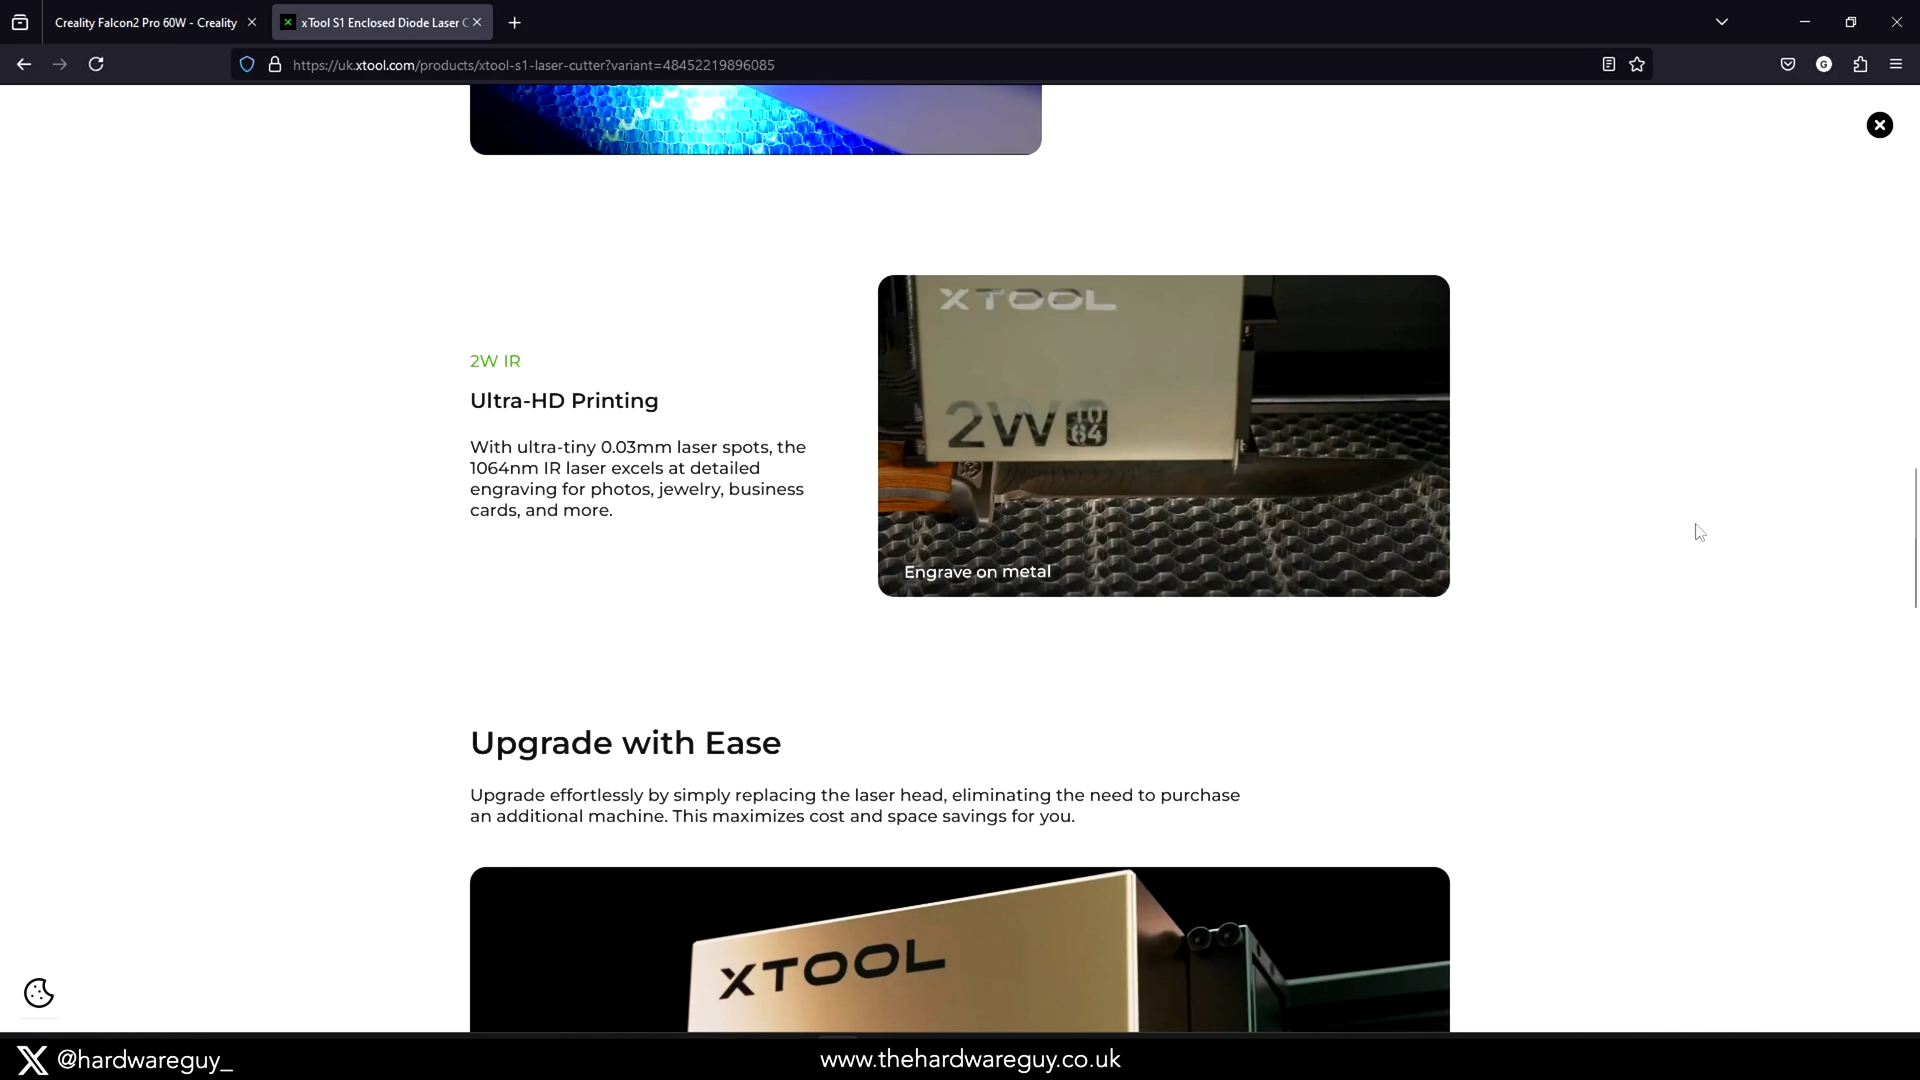 Creality Falcon2 Pro 60W - Creality
xTool S1 Enclosed Diode Laser C
https://uk.xtool.com/products/xtool-s1-laser-cutter?variant=48452219896085
G
XTOOL
2W 1064
Engrave on metal
2W IR
Ultra-HD Printing
With ultra-tiny 0.03mm laser spots, the
1064nm IR laser excels at detailed
engraving for photos, jewelry, business
cards, and more.
Upgrade with Ease
Upgrade effortlessly by simply replacing the laser head, eliminating the need to purchase
an additional machine. This maximizes cost and space savings for you.
XTOOL
@hardwareguy_
www.thehardwareguy.co.uk